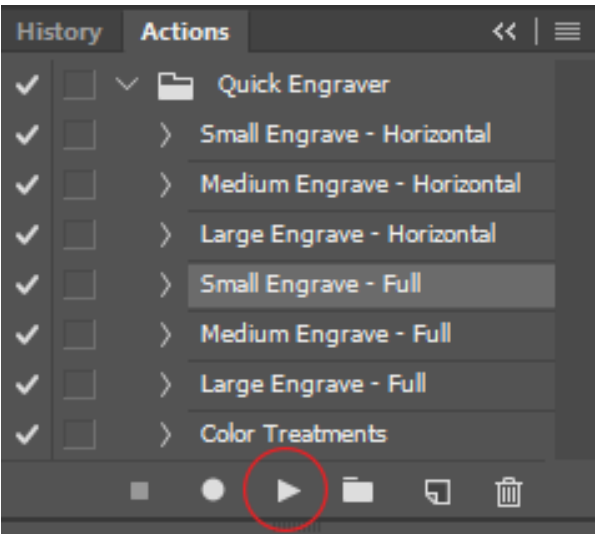 History Actions
Quick Engraver
Small Engrave - Horizontal
Medium Engrave - Horizontal
Large Engrave - Horizontal
Small Engrave - Full
Medium Engrave - Full
Large Engrave - Full
Color Treatments